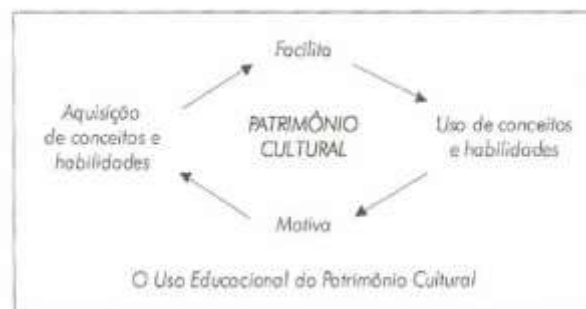 Facilita
Aquisição
de conceitos e
habilidades
PATRIMÔNIO
CULTURAL
Uso de conceitos
e habilidades
Motiva
O Uso Educacional do Patrimônio Cultural